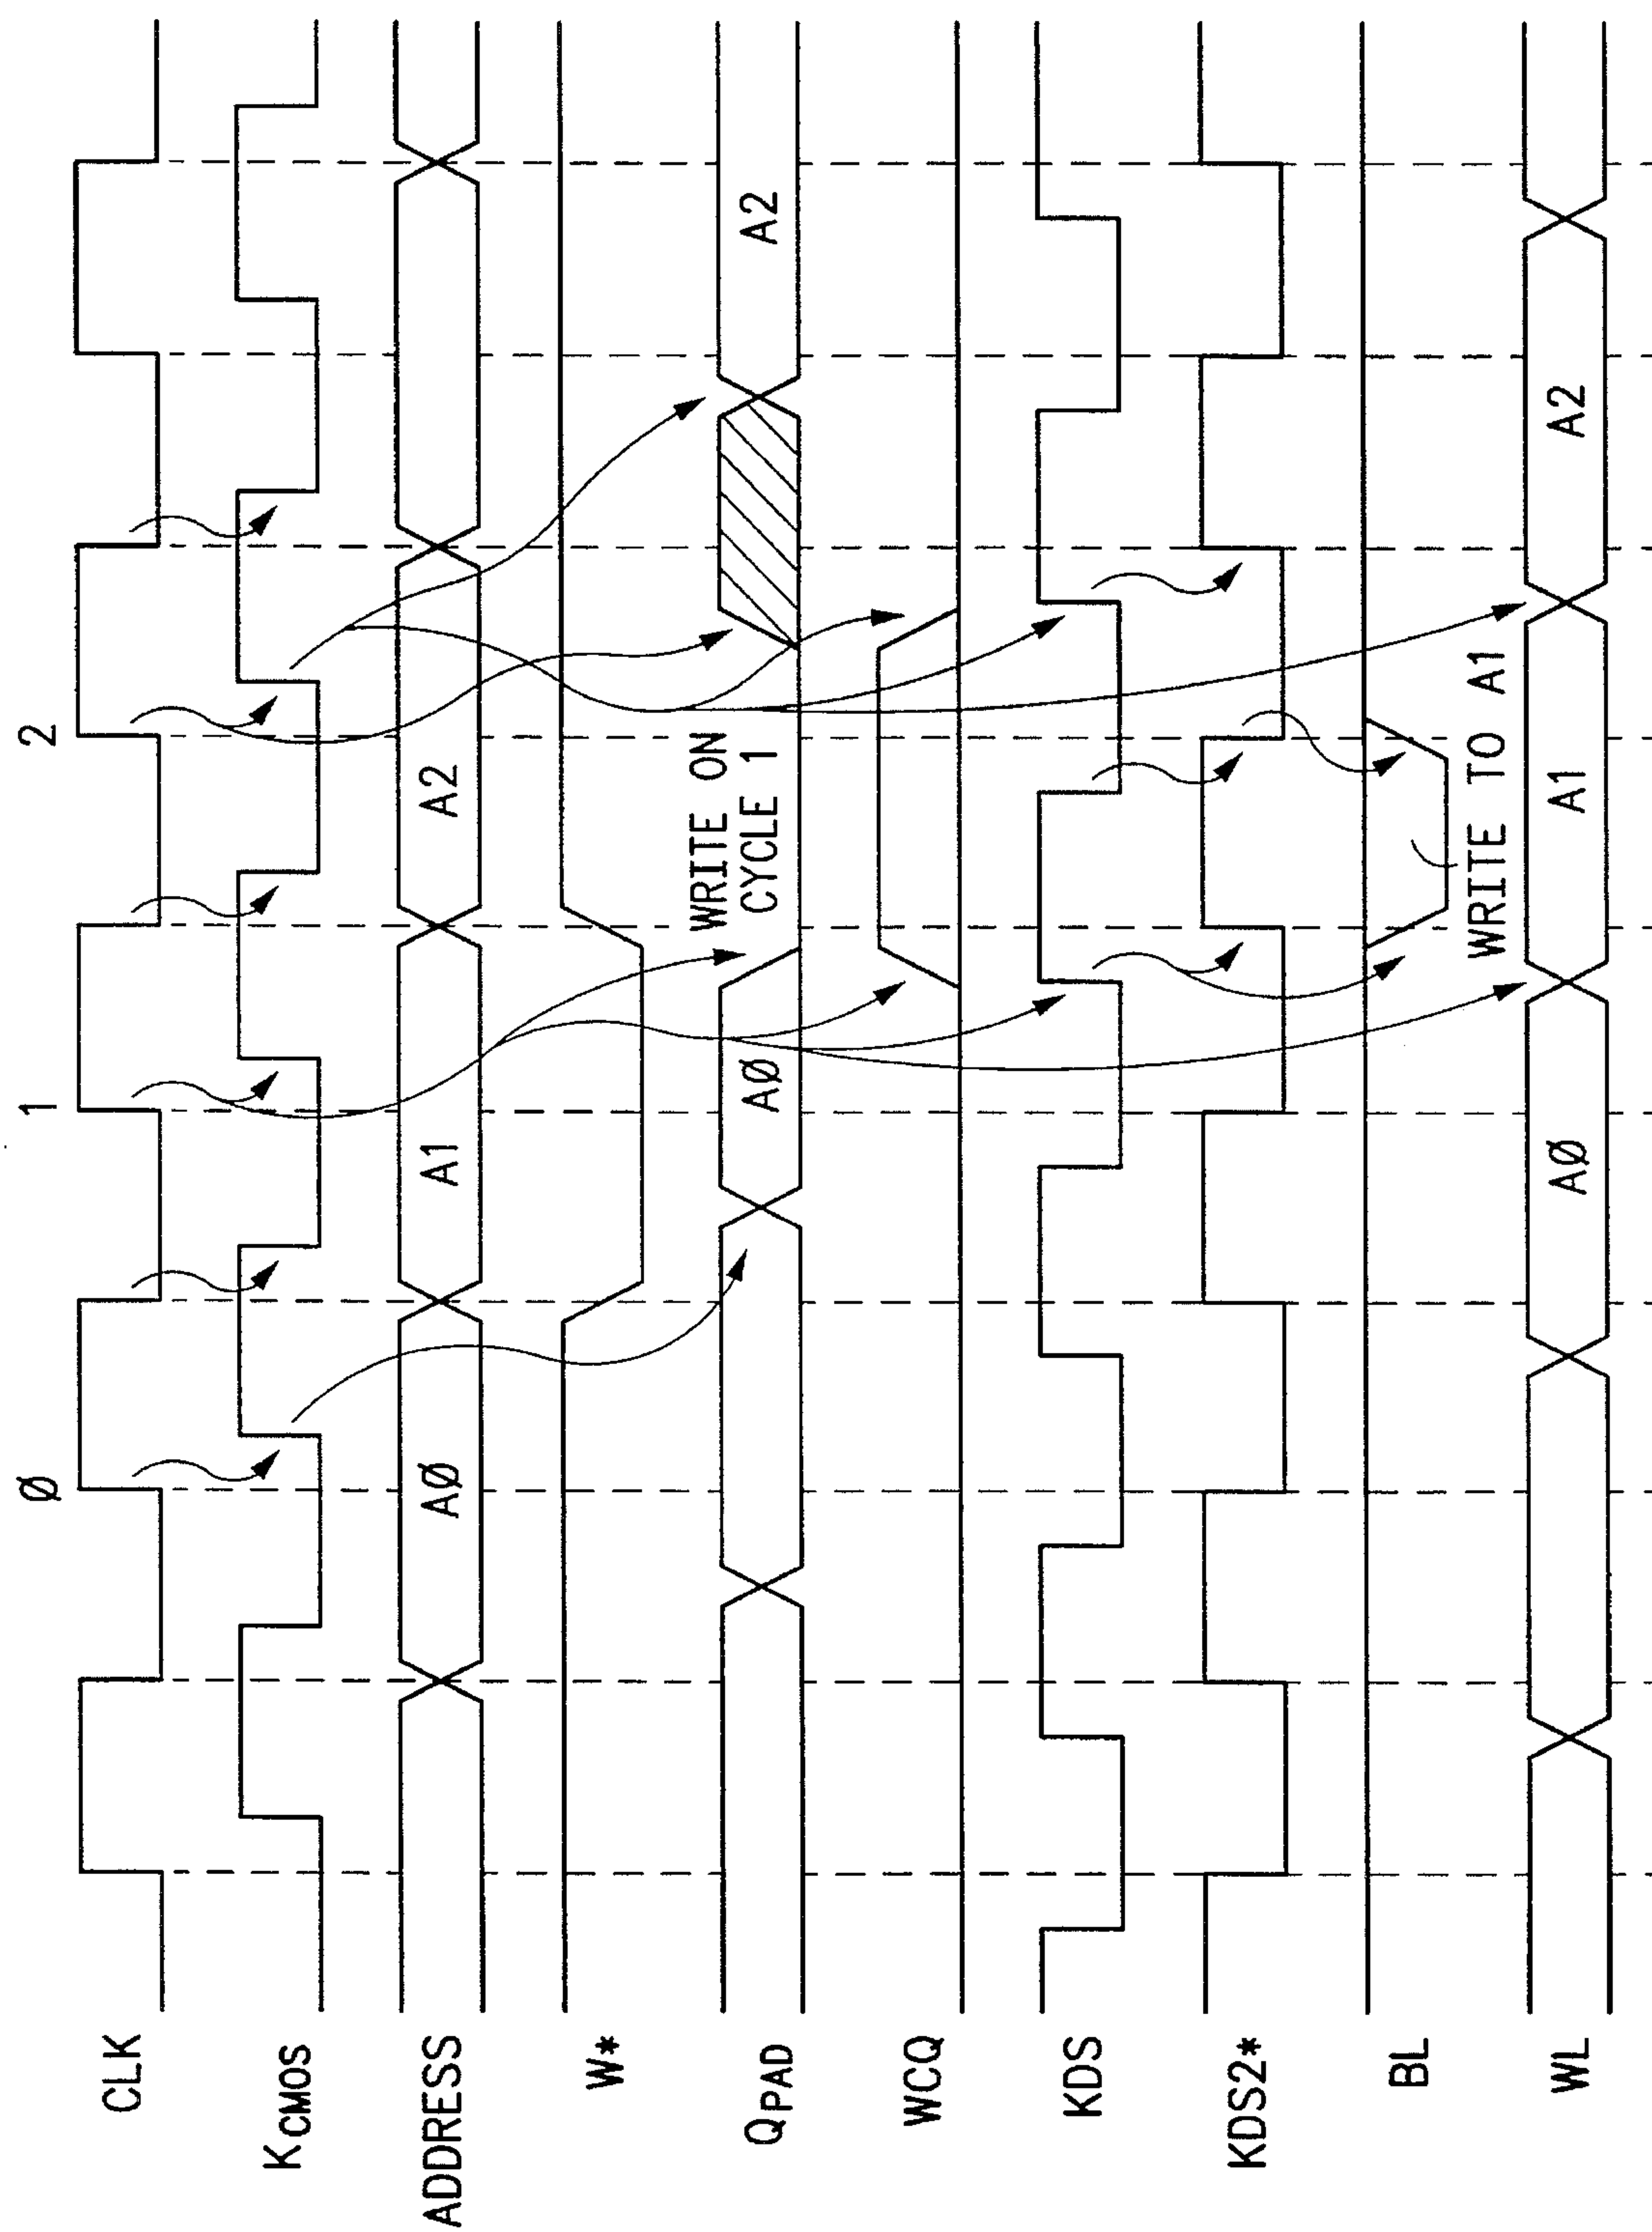 Ø 1 2
CLK
KCMOS
ADDRESS AØ A1 A2
W*
QPAD AØ A2
WRITE ON
CYCLE 1
WCQ
KDS
KDS2*
BL
WRITE TO A1
WL AØ A1 A2